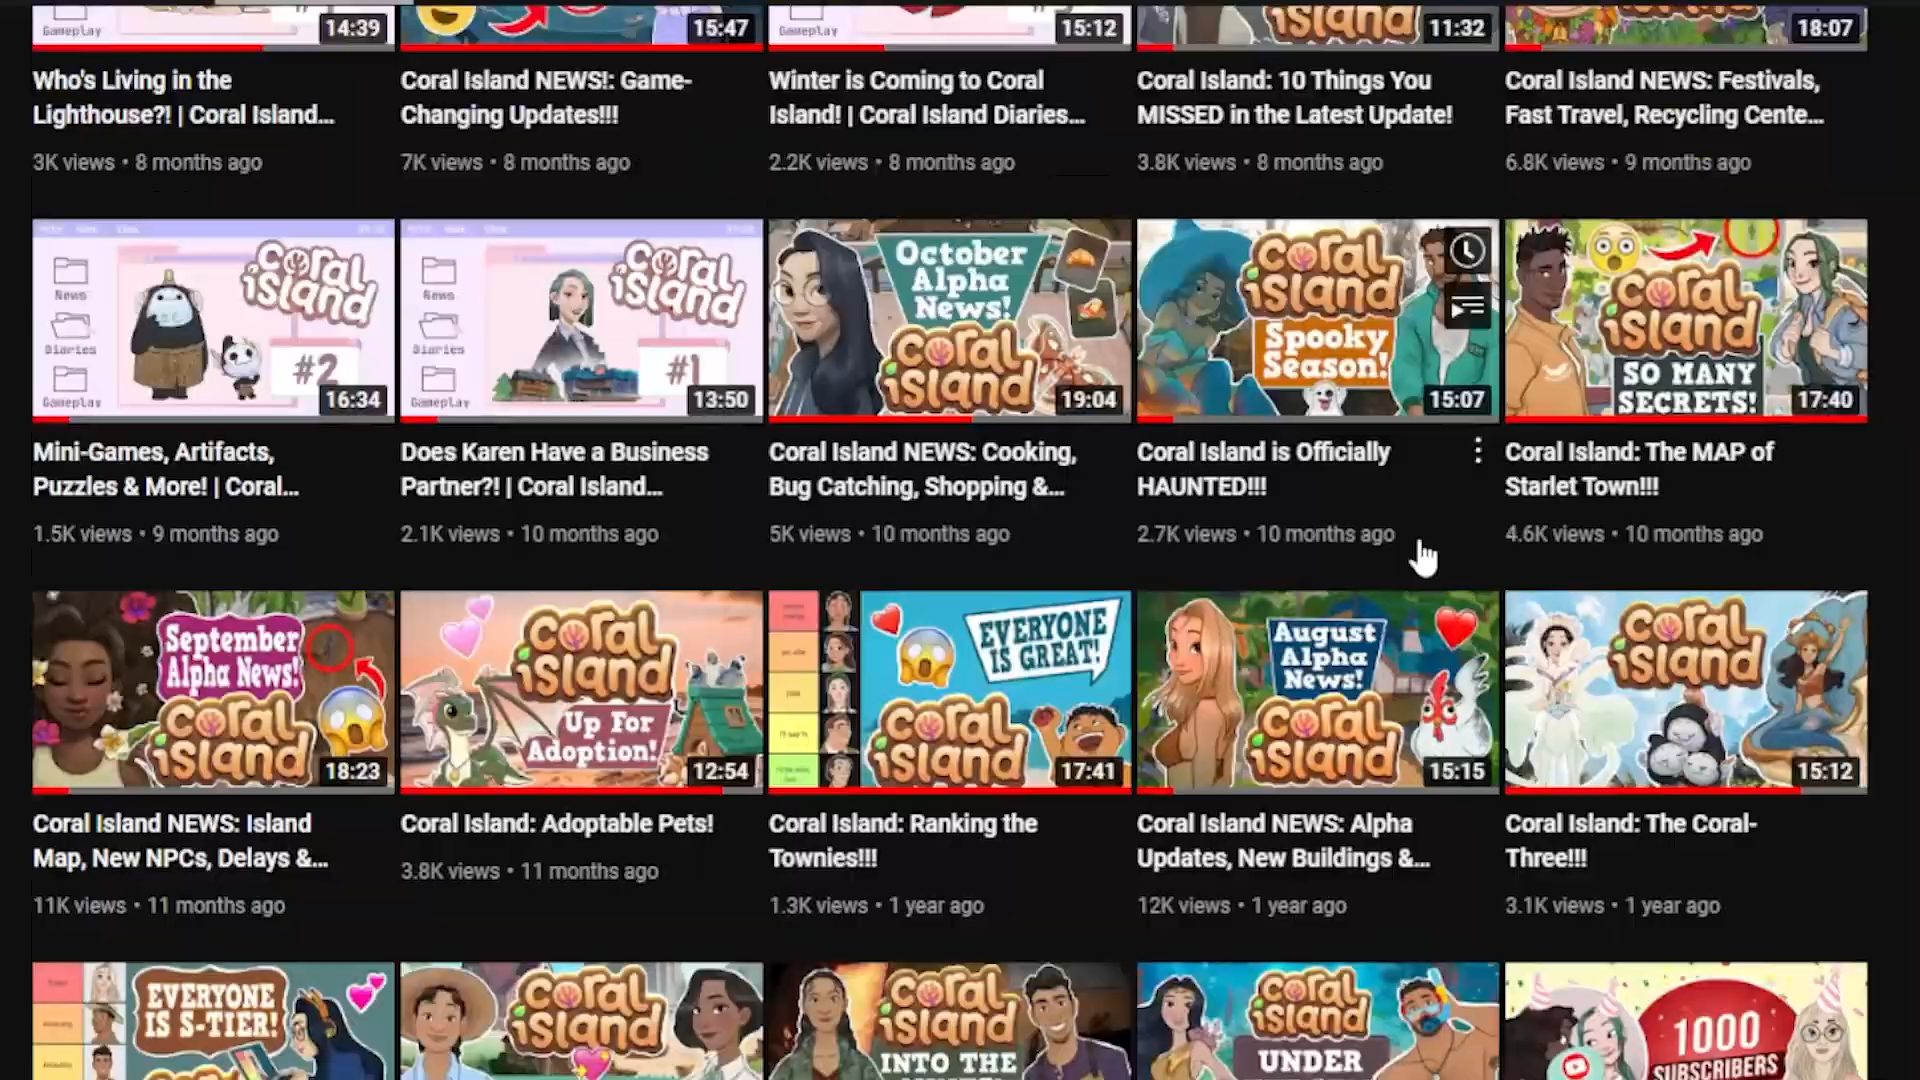 Gameplay
14:39
15:47
Gameplay
15:12
island
11:32
18:07
Who's Living in the
Lighthouse?! | Coral Island...
3K views • 8 months ago
Coral Island NEWS!: Game-
Changing Updates!!!
7K views • 8 months ago
Winter is Coming to Coral
Island! | Coral Island Diaries...
2.2K views • 8 months ago
Coral Island: 10 Things You
MISSED in the Latest Update!
3.8K views • 8 months ago
Coral Island NEWS: Festivals,
Fast Travel, Recycling Cente...
6.8K views • 9 months ago
News
Diaries
Gameplay
coral
island
#2
16:34
News
Diaries
Gameplay
coral
island
#1
13:50
October
Alpha
News!
coral
island
19:04
coral
island
Spooky
Season!
15:07
coral
island
SO MANY
SECRETS!
17:40
Mini-Games, Artifacts,
Puzzles & More! | Coral...
1.5K views • 9 months ago
Does Karen Have a Business
Partner?! | Coral Island...
2.1K views • 10 months ago
Coral Island NEWS: Cooking,
Bug Catching, Shopping &...
5K views • 10 months ago
Coral Island is Officially
HAUNTED!!!
2.7K views • 10 months ago
Coral Island: The MAP of
Starlet Town!!!
4.6K views • 10 months ago
September
Alpha News!
coral
island
18:23
coral
island
Up For
Adoption!
12:54
EVERYONE
IS GREAT!
coral
island
17:41
August
Alpha
News!
coral
island
15:15
coral
island
15:12
Coral Island NEWS: Island
Map, New NPCs, Delays &...
11K views • 11 months ago
Coral Island: Adoptable Pets!
3.8K views • 11 months ago
Coral Island: Ranking the
Townies!!!
1.3K views • 1 year ago
Coral Island NEWS: Alpha
Updates, New Buildings &...
12K views • 1 year ago
Coral Island: The Coral-
Three!!!
3.1K views • 1 year ago
EVERYONE
IS S-TIER!
coral
island
coral
island
INTO THE
coral
island
UNDER
1000
SUBSCRIBERS